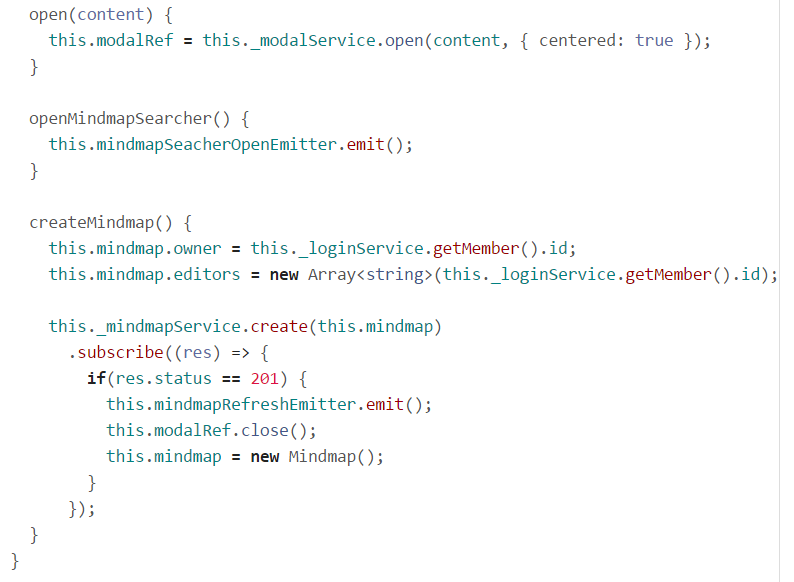 open(content) {
this.modalRef = this._modalService.open(content, { centered: true });
}
openMindmapSearcher() {
this.mindmapSeacherOpenEmitter.emit();
}
createMindmap() {
this.mindmap.owner = this._loginService.getMember().id;
this.mindmap.editors = new Array<string>(this._loginService.getMember().id);
this._mindmapService.create(this.mindmap)
.subscribe((res) => {
if(res.status == 201) {
this.mindmapRefreshEmitter.emit();
this.modalRef.close();
this.mindmap = new Mindmap();
}
});
}
}